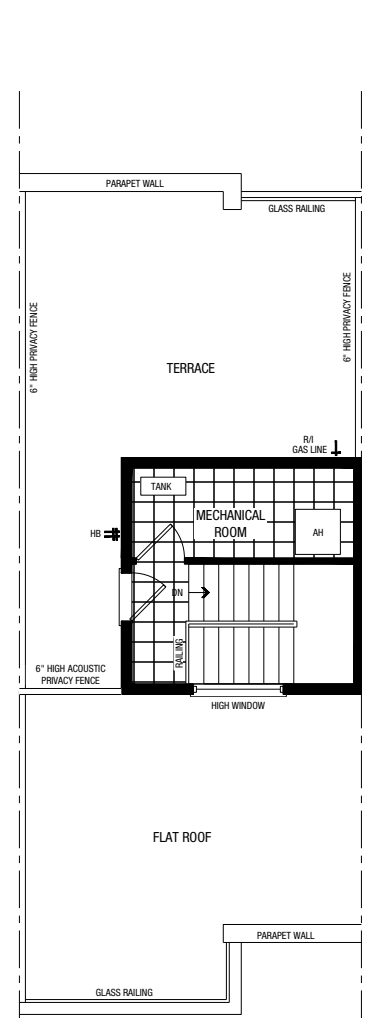 PARAPET WALL
GLASS RAILING
6" HIGH PRIVACY FENCE
6" HIGH PRIVACY FENCE
TERRACE
R/I
GAS LINE
TANK
MECHANICAL
ROOM
AH
HB
DN
RAILING
6" HIGH ACOUSTIC
PRIVACY FENCE
HIGH WINDOW
FLAT ROOF
PARAPET WALL
GLASS RAILING